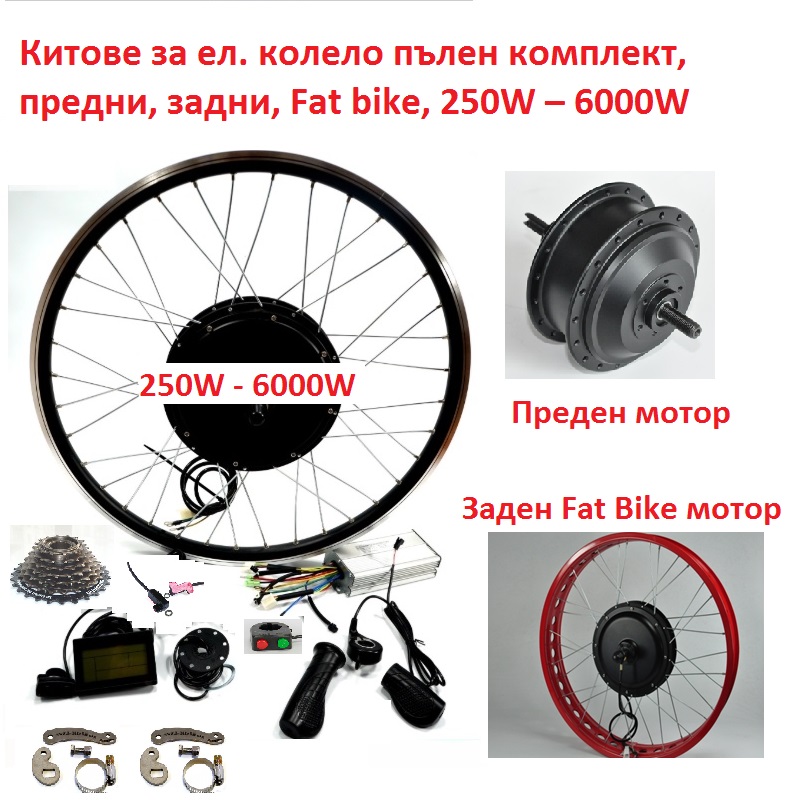 Китове за ел. колело пълен комплект,
предни, задни, Fat bike, 250W – 6000W
250W - 6000W
Преден мотор
Заден Fat Bike мотор